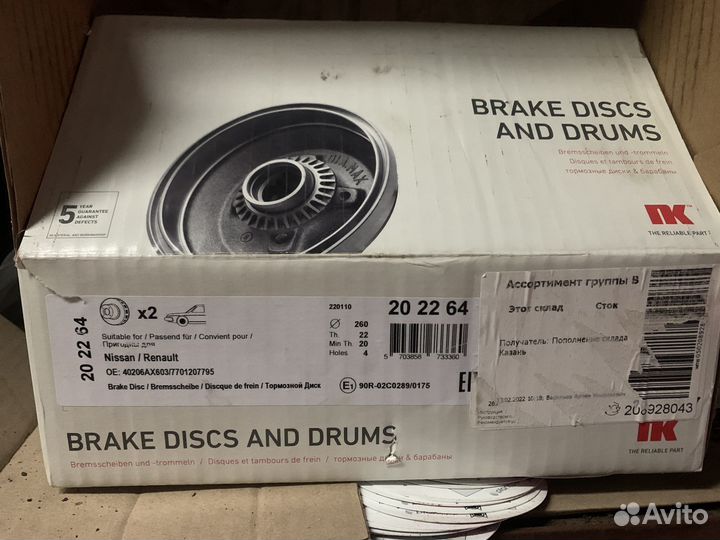 BRAKE DISCS
AND DRUMS
Bremsscheiben und -trommeln
Disques et tambours de frein
тормозные диски & барабаны
5 YEAR
GUARANTEE
AGAINST
DEFECTS
NK
THE RELIABLE PART
20 22 64
x2
220110
20 22 64
Suitable for / Passend für / Convient pour /
Пригодна для
Nissan / Renault
OE: 40206AX603/7701207795
Brake Disc / Bremsscheibe / Disque de frein / Тормозной Диск
260
Th. 22
Min Th. 20
Holes 4
5 703858 733360
E1 90R-02C0289/0175
EAC
Ассортимент группы В
Этот склад Сток
Получатель: Пополнение склада
Казань
208928043
BRAKE DISCS AND DRUMS
Bremsscheiben und -trommeln / Disques et tambours de frein / тормозные диски & барабаны
NK
THE RELIABLE PART
Avito